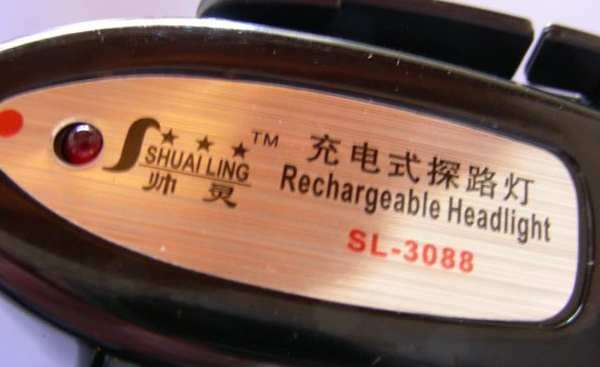 ★★★ TM
SHUAI LING
帅灵
充电式探路灯
Rechargeable Headlight
SL-3088